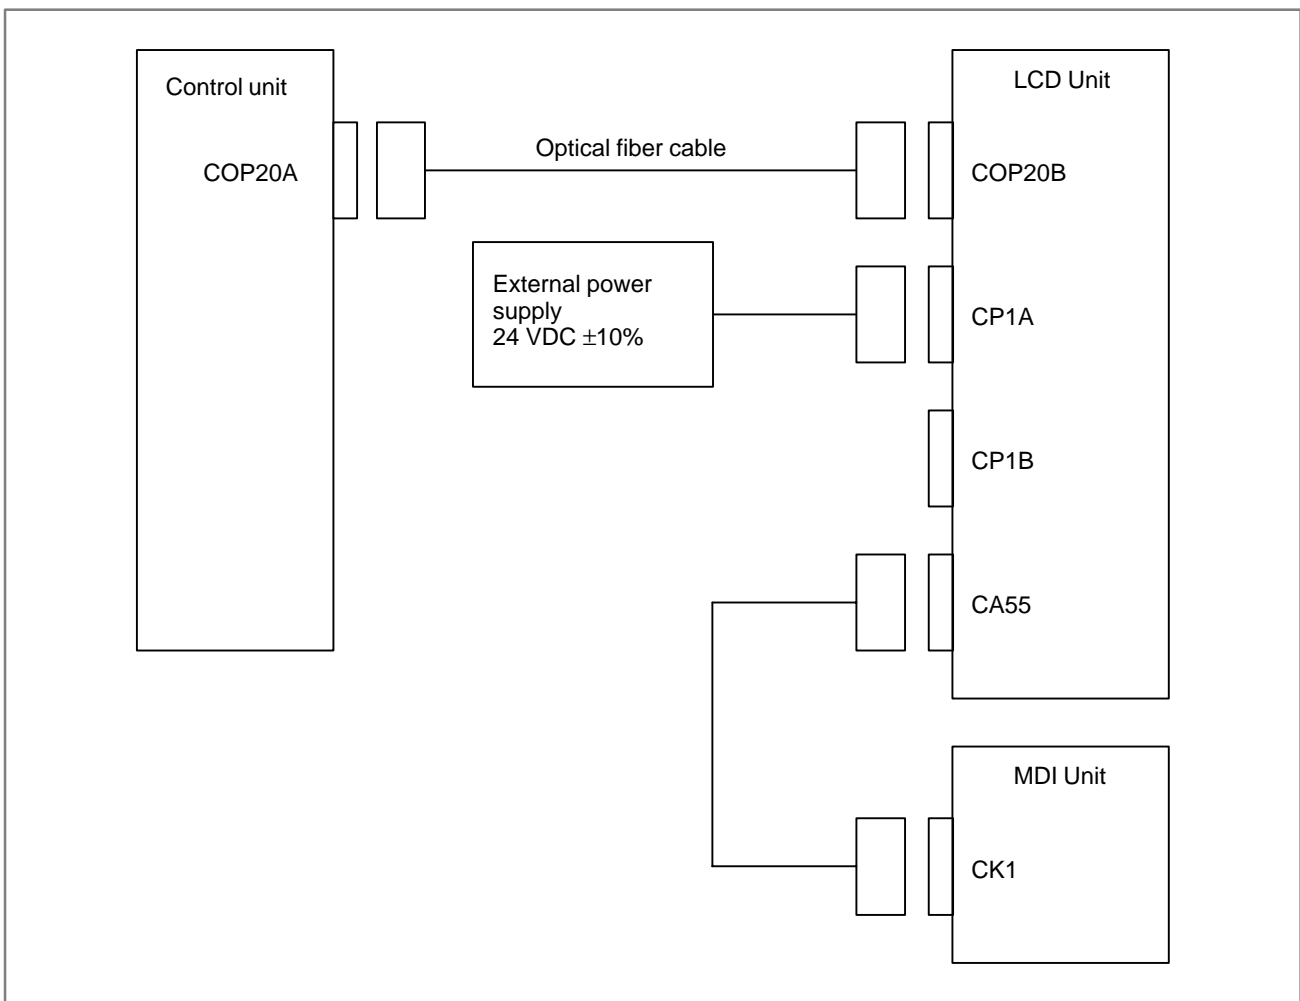 Control unit
LCD Unit
COP20A
Optical fiber cable
COP20B
External power
supply
24 VDC ±10%
CP1A
CP1B
CA55
MDI Unit
CK1